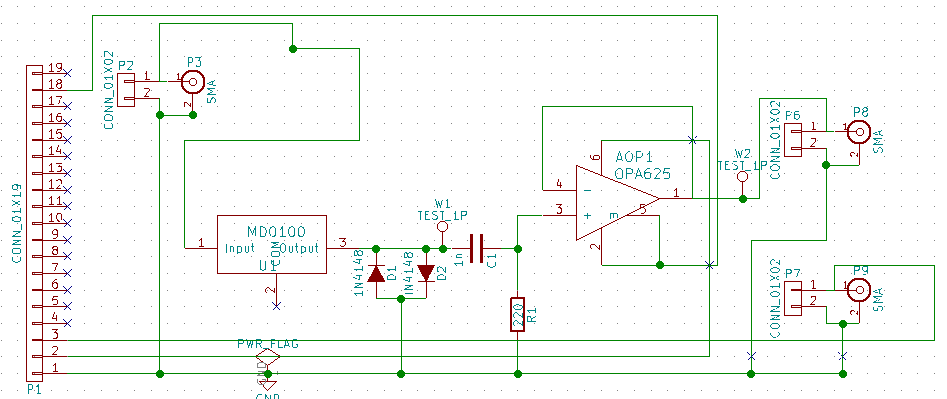 CONN_01X19
P1
19
18
17
16
15
14
13
12
11
10
9
8
7
6
5
4
3
2
1
CONN_01X02
P2
1
2
P3
1
2
SMA
1
Input
MD0100
Output
COM
U1
3
2
1N4148
D1
1N4148
D2
W1
TEST_1P
1n
C1
220
R1
PWR_FLAG
GND
GND
AOP1
OPA625
6
4
3
2
5
E
1
W2
TEST_1P
P6
CONN_01X02
1
2
P8
1
2
SMA
P7
CONN_01X02
1
2
P9
1
2
SMA